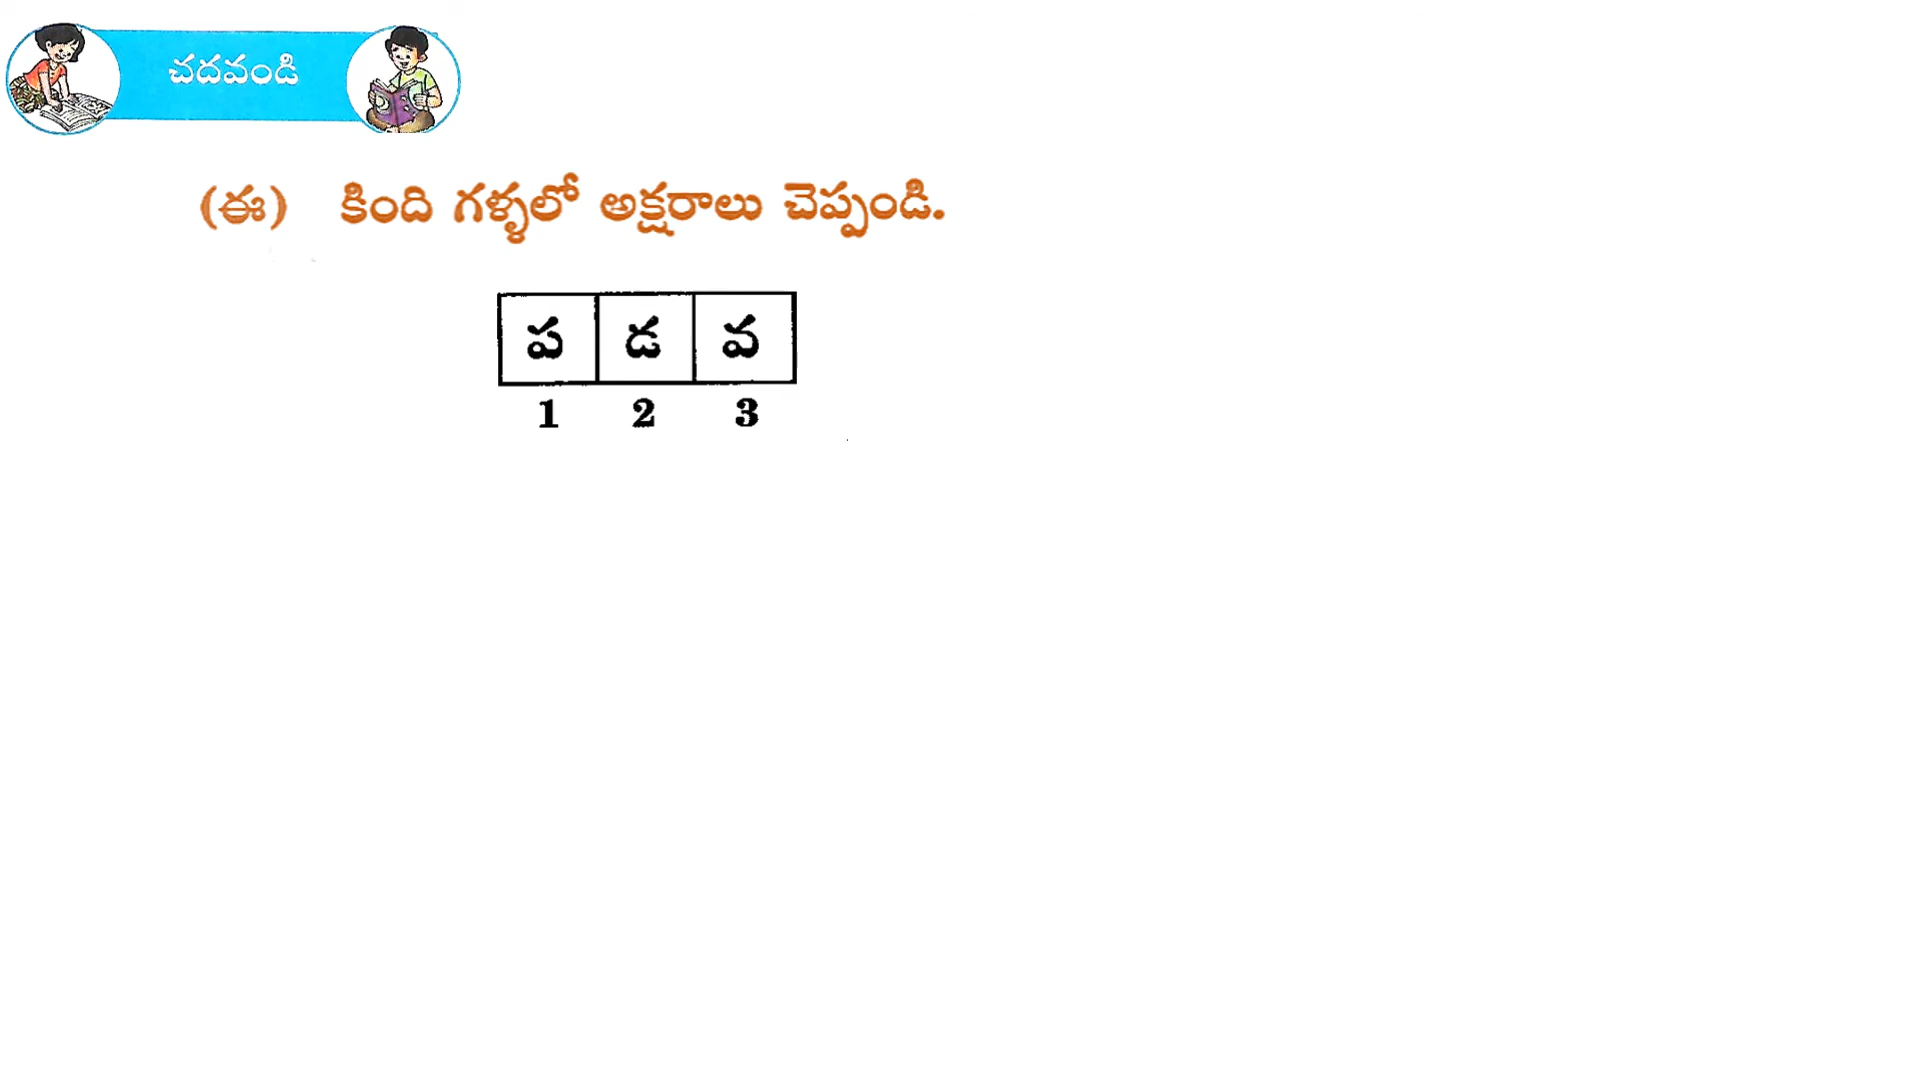 చదవండి
(ఈ) కింది గళ్ళలో అక్షరాలు చెప్పండి.
ప డ వ
1 2 3